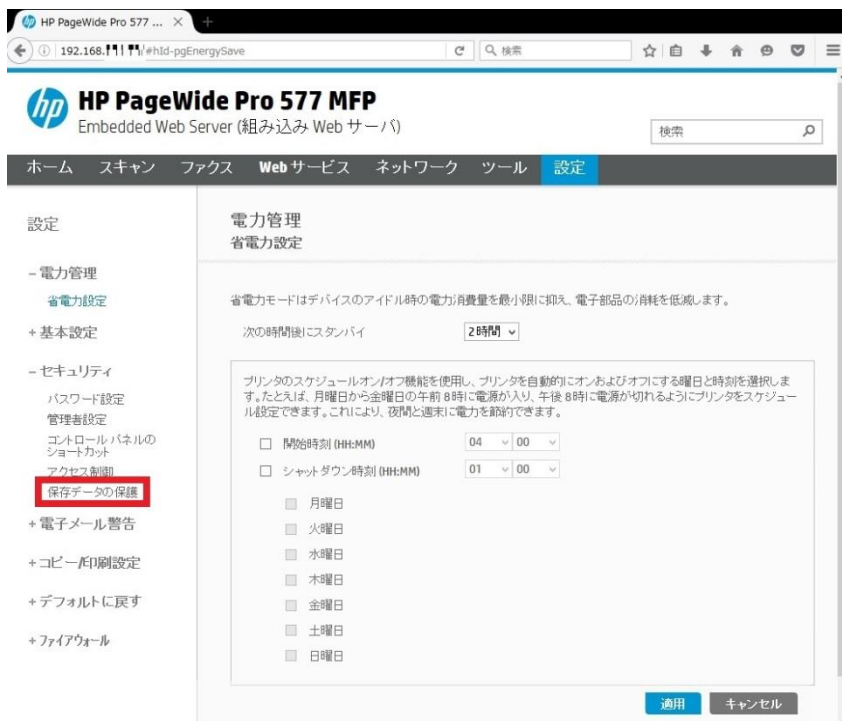 HP PageWide Pro 577 ...
192.168.
#hId-pgEnergySave
検索
hp
HP PageWide Pro 577 MFP
Embedded Web Server (組み込み Web サーバ)
検索
ホーム スキャン ファクス Web サービス ネットワーク ツール 設定
設定
電力管理
省電力設定
- 電力管理
省電力設定
+ 基本設定
- セキュリティ
パスワード設定
管理者設定
コントロール パネルの
ショートカット
アクセス制御
保存データの保護
+ 電子メール警告
+ コピー/印刷設定
+ デフォルトに戻す
+ ファイアウォール
省電力モードはデバイスのアイドル時の電力消費量を最小限に抑え、電子部品の消耗を低減します。
次の時間後にスタンバイ 2時間
プリンタのスケジュールオン/オフ機能を使用し、プリンタを自動的にオンおよびオフにする曜日と時刻を選択しま
す。たとえば、月曜日から金曜日の午前 8時に電源が入り、午後 8時に電源が切れるようにプリンタをスケジュー
ル設定できます。これにより、夜間と週末に電力を節約できます。
開始時刻 (HH:MM) 04 00
シャットダウン時刻 (HH:MM) 01 00
月曜日
火曜日
水曜日
木曜日
金曜日
土曜日
日曜日
適用 キャンセル